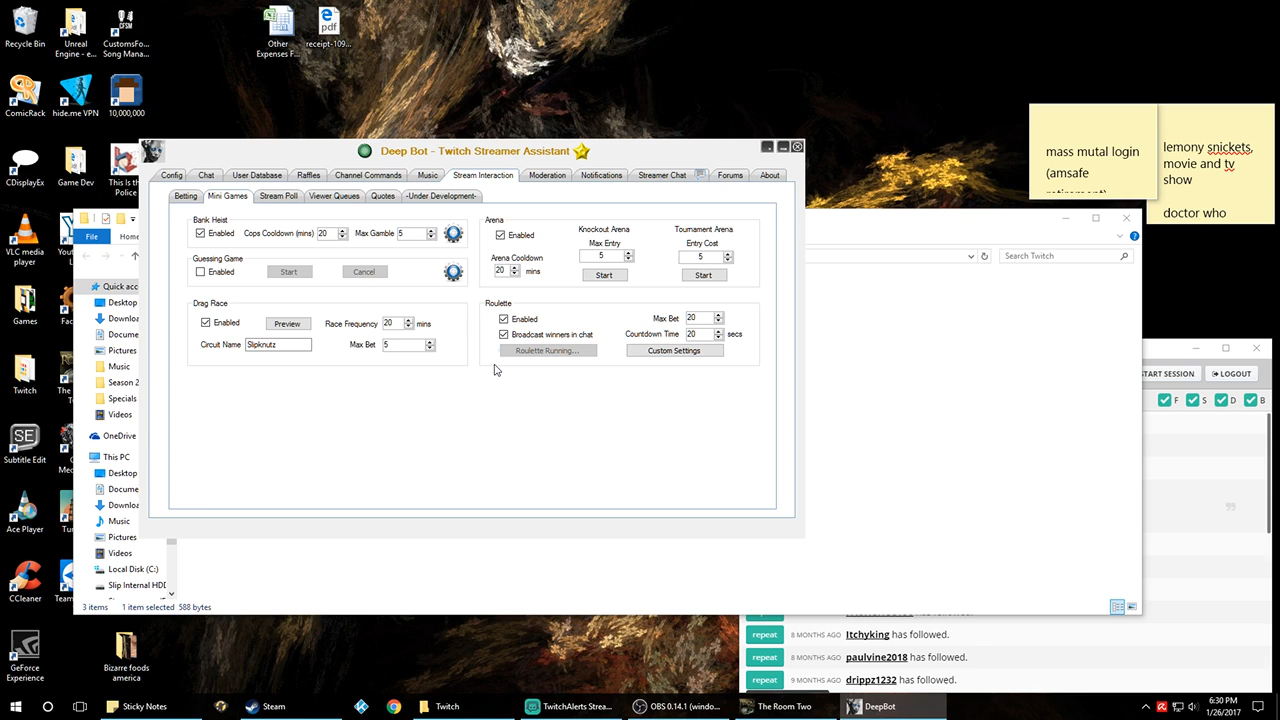 Recycle Bin
Unreal Engine - e...
CustomsFo... Song Mana...
Other Expenses F...
receipt-109...
ComicRack
hide.me VPN
10,000,000
CDisplayEx
Game Dev
This Is th Police
VLC media player
Games
Twitch
Subtitle Edit
Ace Player
CCleaner
GeForce Experience
Bizarre foods america
mass mutal login
(amsafe
lemony snickets,
movie and tv
show
doctor who
Deep Bot - Twitch Streamer Assistant
Config Chat User Database Raffles Channel Commands Music Stream Interaction Moderation Notifications Streamer Chat Forums About
Betting Mini Games Stream Poll Viewer Queues Quotes -Under Development-
Bank Heist
Enabled Cops Cooldown (mins) 20 Max Gamble 5
Guessing Game
Enabled Start Cancel
Drag Race
Enabled Preview Race Frequency 20 mins
Circuit Name Slipknutz Max Bet 5
Arena
Enabled
Knockout Arena
Tournament Arena
Max Entry
Entry Cost
Arena Cooldown
5
5
20 mins
Start
Start
Roulette
Enabled Max Bet 20
Broadcast winners in chat Countdown Time 20 secs
Roulette Running... Custom Settings
File Home
Search Twitch
Quick acc
Desktop
Downloa
Docume
Pictures
Music
Season 2
Specials
Videos
OneDrive
This PC
Desktop
Docume
Downloa
Music
Pictures
Videos
Local Disk (C:)
Slip Internal HDD
3 items 1 item selected 588 bytes
START SESSION LOGOUT
F S D B
repeat 8 MONTHS AGO Itchyking has followed.
repeat 8 MONTHS AGO paulvine2018 has followed.
repeat 9 MONTHS AGO drippz1232 has followed.
Sticky Notes
Steam
Twitch
TwitchAlerts Strea...
OBS 0.14.1 (windo...
The Room Two
DeepBot
6:30 PM
1/26/2017